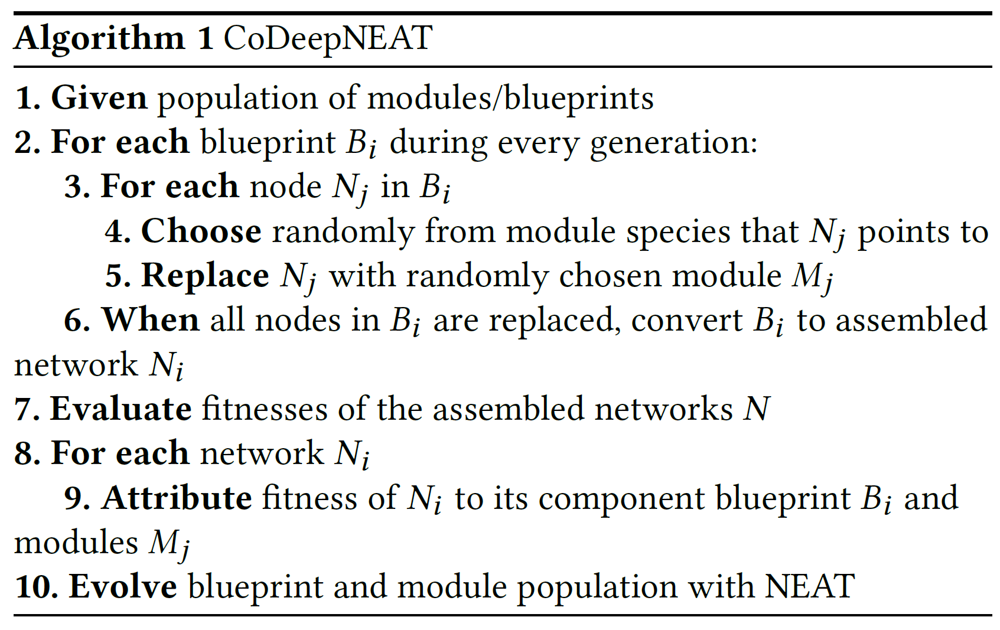 Algorithm 1 CoDeepNEAT
1. Given population of modules/blueprints
2. For each blueprint B_i during every generation:
3. For each node N_j in B_i
4. Choose randomly from module species that N_j points to
5. Replace N_j with randomly chosen module M_j
6. When all nodes in B_i are replaced, convert B_i to assembled
network N_i
7. Evaluate fitnesses of the assembled networks N
8. For each network N_i
9. Attribute fitness of N_i to its component blueprint B_i and
modules M_j
10. Evolve blueprint and module population with NEAT